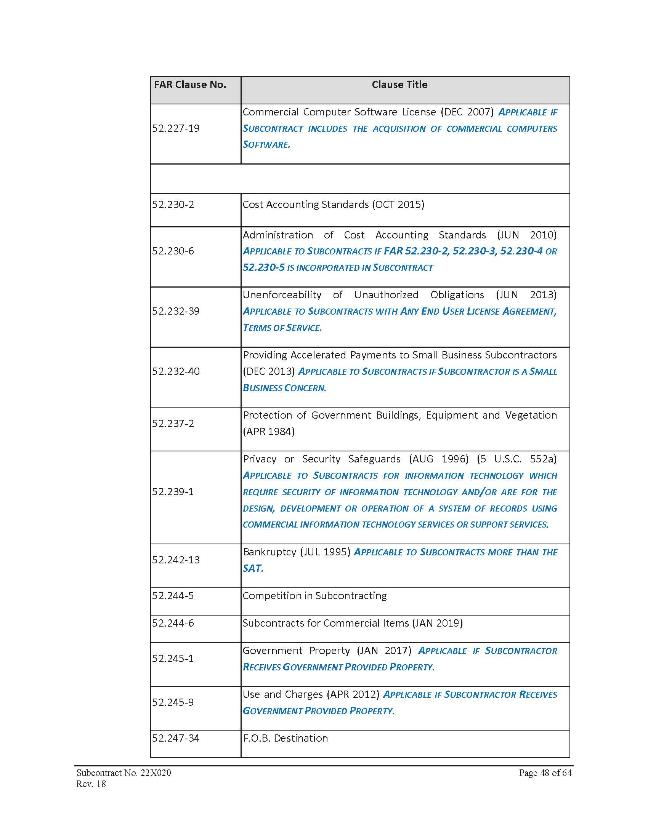 FAR Clause No. Clause Title
Commercial Computer Software License (DEC 2007) APPLICABLE IF
52.227-19 SUBCONTRACT INCLUDES THE ACQUISITION OF COMMERCIAL COMPUTERS
SOFTWARE.
52.230-2 Cost Accounting Standards (OCT 2015)
Administration of Cost Accounting Standards (JUN 2010)
52.230-6 APPLICABLE TO SUBCONTRACTS IF FAR 52.230-2, 52.230-3, 52.230-4 OR
52.230-5 IS INCORPORATED IN SUBCONTRACT
Unenforceability of Unauthorized Obligations (JUN 2013)
52.232-39 APPLICABLE TO SUBCONTRACTS WITH ANY END USER LICENSE AGREEMENT,
TERMS OF SERVICE.
Providing Accelerated Payments to Small Business Subcontractors
52.232-40 (DEC 2013) APPLICABLE TO SUBCONTRACTS IF SUBCONTRACTOR IS A SMALL
BUSINESS CONCERN.
52.237-2 Protection of Government Buildings, Equipment and Vegetation
(APR 1984)
Privacy or Security Safeguards (AUG 1996) (5 U.S.C. 552a)
APPLICABLE TO SUBCONTRACTS FOR INFORMATION TECHNOLOGY WHICH
52.239-1 REQUIRE SECURITY OF INFORMATION TECHNOLOGY AND/OR ARE FOR THE
DESIGN, DEVELOPMENT OR OPERATION OF A SYSTEM OF RECORDS USING
COMMERCIAL INFORMATION TECHNOLOGY SERVICES OR SUPPORT SERVICES.
52.242-13 Bankruptcy (JUL 1995) APPLICABLE TO SUBCONTRACTS MORE THAN THE
SAT.
52.244-5 Competition in Subcontracting
52.244-6 Subcontracts for Commercial Items (JAN 2019)
52.245-1 Government Property (JAN 2017) APPLICABLE IF SUBCONTRACTOR
RECEIVES GOVERNMENT PROVIDED PROPERTY.
52.245-9 Use and Charges (APR 2012) APPLICABLE IF SUBCONTRACTOR RECEIVES
GOVERNMENT PROVIDED PROPERTY.
52.247-34 F.O.B. Destination
Subcontract No. 22X020 Page 48 of 64
Rev. 18